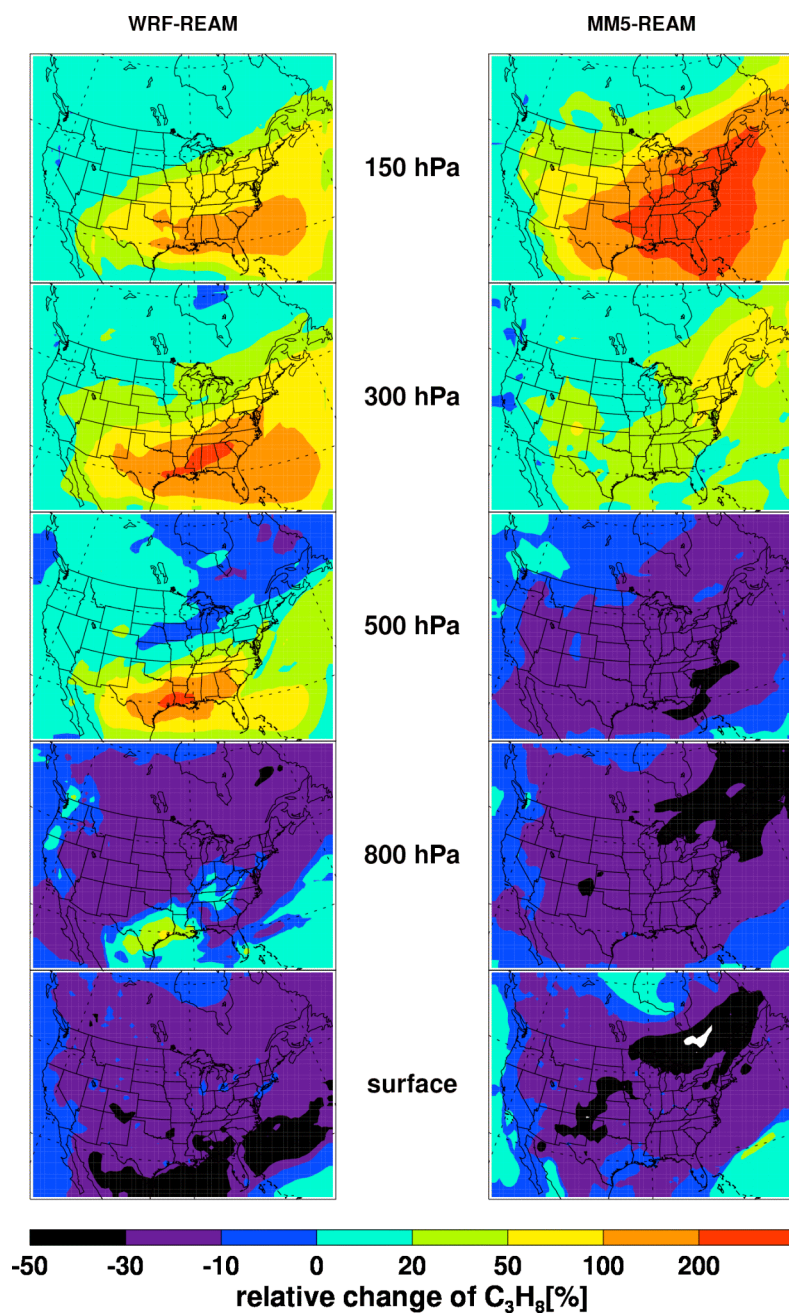 WRF-REAM
MM5-REAM
150 hPa
300 hPa
500 hPa
800 hPa
surface
-50 -30 -10 0 20 50 100 200
relative change of C₃H₈[%]